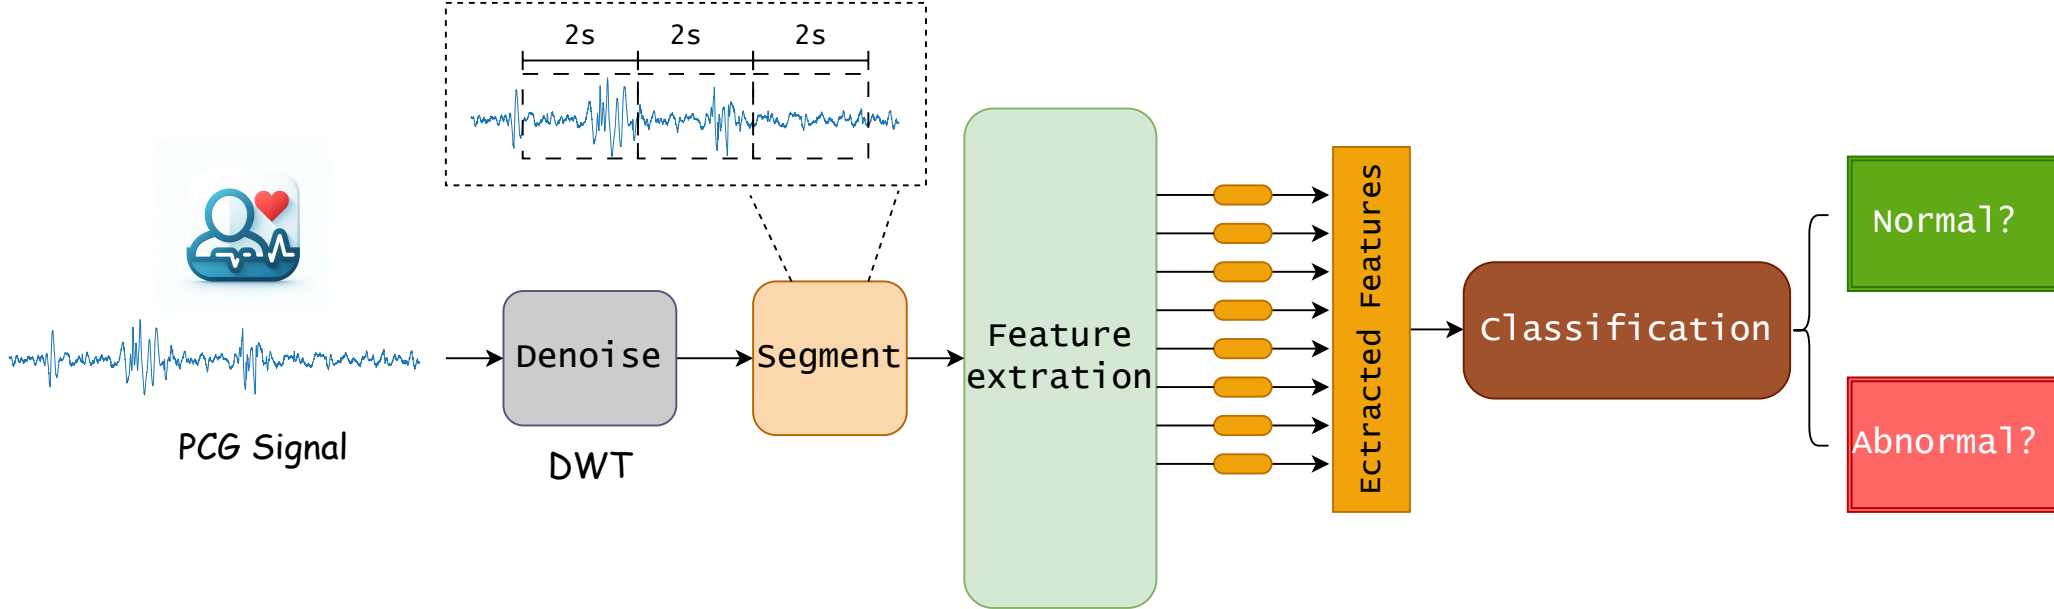 2s 2s 2s
PCG Signal
Denoise
DWT
Segment
Feature
extration
Ectracted Features
Classification
Normal?
Abnormal?